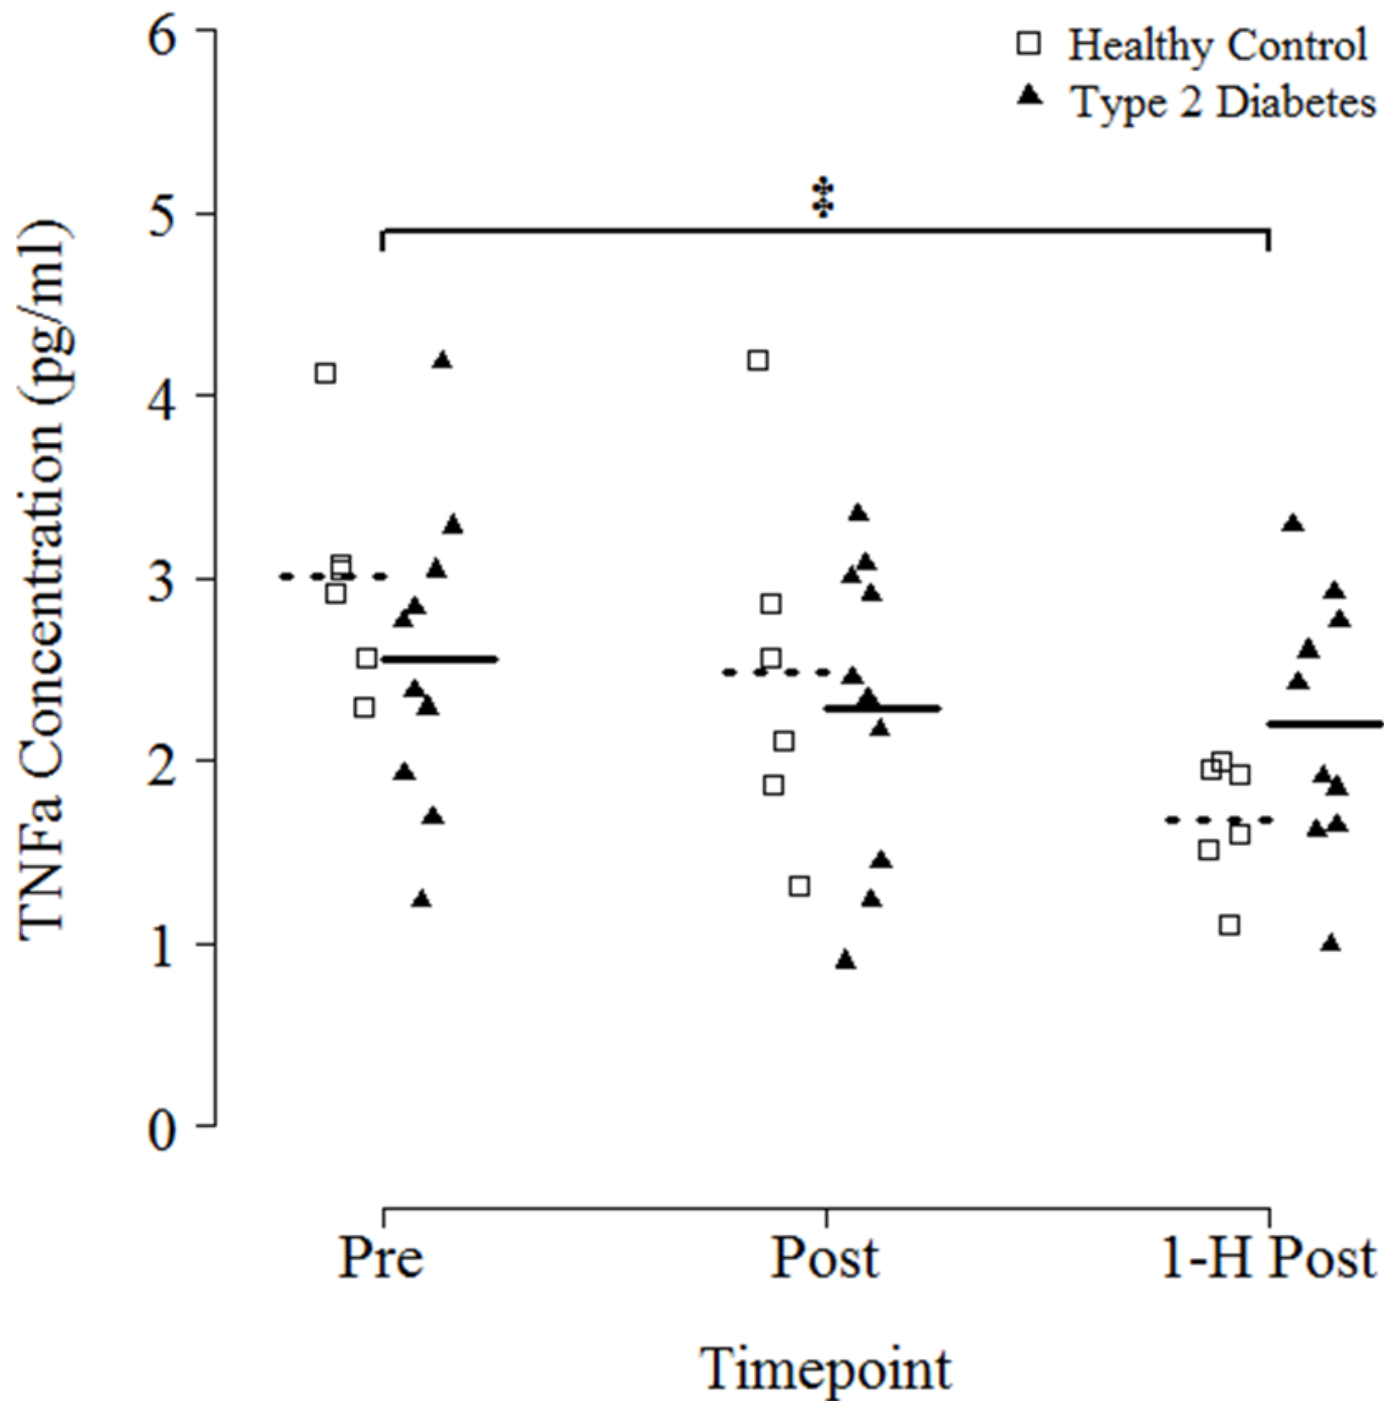 Healthy Control
Type 2 Diabetes
‡
TNFa Concentration (pg/ml)
6
5
4
3
2
1
0
Pre
Post
1-H Post
Timepoint